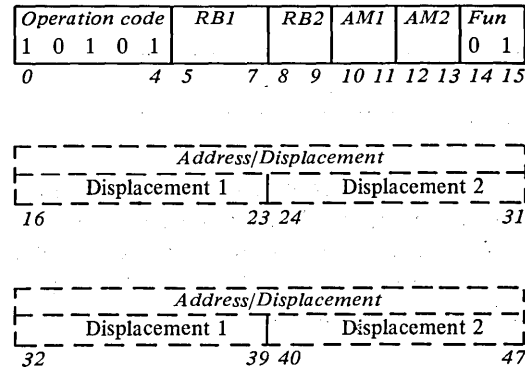 Operation code RB1 RB2 AM1 AM2 Fun
1 0 1 0 1 0 1
0 4 5 7 8 9 10 11 12 13 14 15
Address/Displacement
Displacement 1 Displacement 2
16 23 24 31
Address/Displacement
Displacement 1 Displacement 2
32 39 40 47